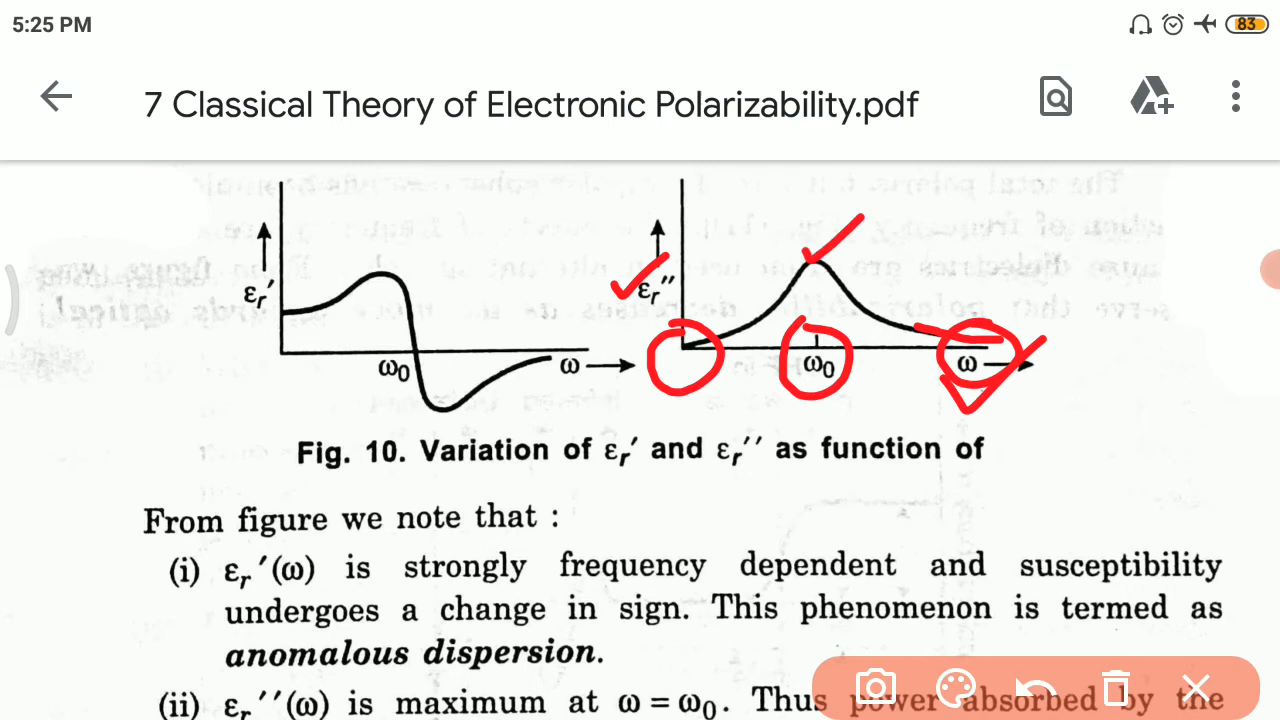 5:25 PM
83
7 Classical Theory of Electronic Polarizability.pdf
εᵣ′
ω₀
ω
εᵣ′′
ω₀
ω
Fig. 10. Variation of εᵣ′ and εᵣ′′ as function of
From figure we note that :
(i) εᵣ′(ω) is strongly frequency dependent and susceptibility
undergoes a change in sign. This phenomenon is termed as
anomalous dispersion.
(ii) εᵣ′′(ω) is maximum at ω = ω₀. Thus power absorbed by the